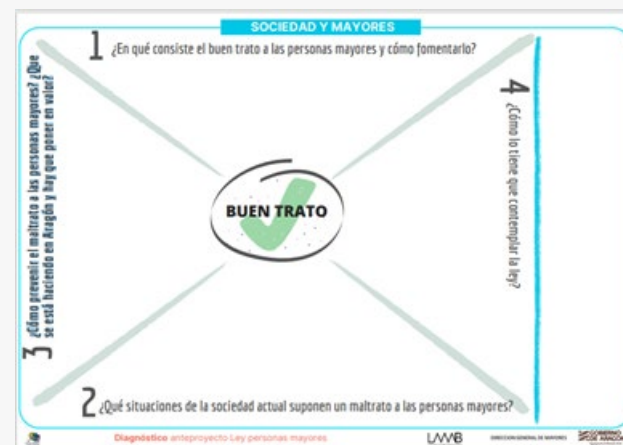 SOCIEDAD Y MAYORES
1 ¿En qué consiste el buen trato a las personas mayores y cómo fomentarlo?
3 ¿Cómo prevenir el maltrato a las personas mayores? ¿Que
se está haciendo en Aragón y hay que poner en valor?
BUEN TRATO
4 ¿Cómo lo tiene que contemplar la ley?
2 ¿Qué situaciones de la sociedad actual suponen un maltrato a las personas mayores?
Diagnóstico anteproyecto Ley personas mayores
LAAAB
DIRECCIÓN GENERAL DE MAYORES
GOBIERNO
DE ARAGON